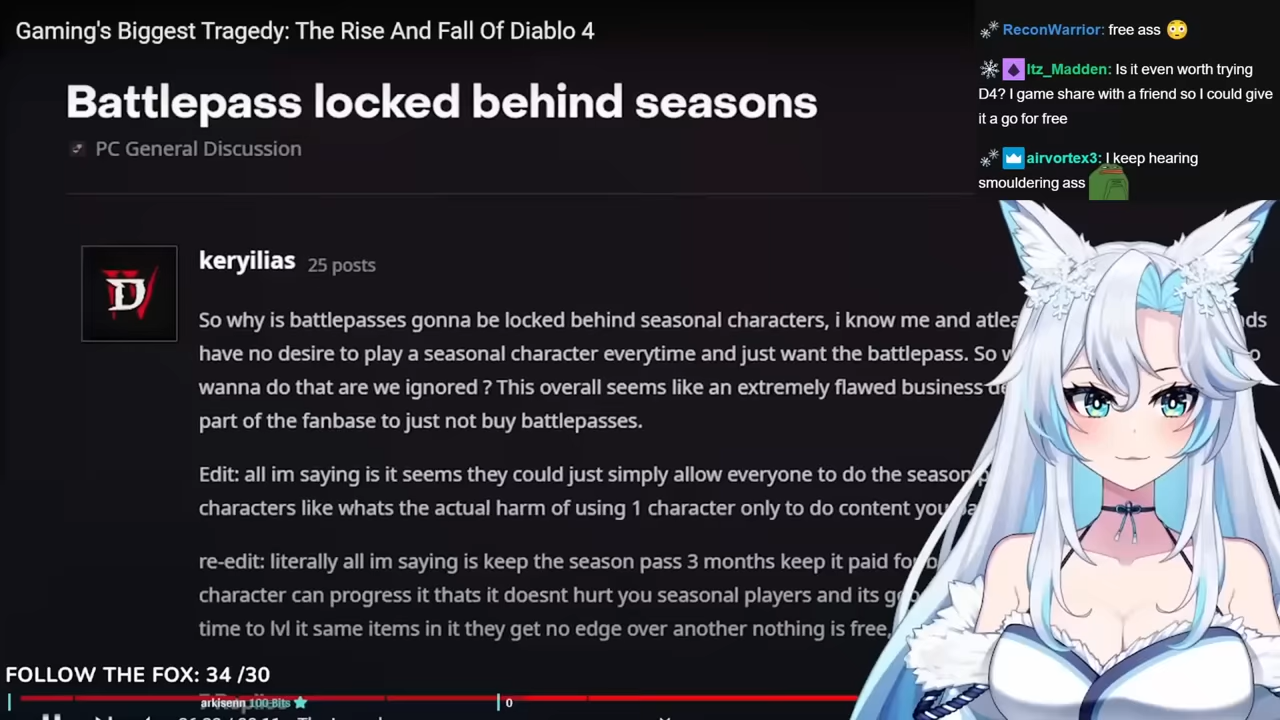 Gaming's Biggest Tragedy: The Rise And Fall Of Diablo 4
Battlepass locked behind seasons
PC General Discussion
keryilias 25 posts
So why is battlepasses gonna be locked behind seasonal characters, i know me and
have no desire to play a seasonal character everytime and just want the battlepass. So
wanna do that are we ignored ? This overall seems like an extremely flawed business
part of the fanbase to just not buy battlepasses.
Edit: all im saying is it seems they could just simply allow everyone to do the season
characters like whats the actual harm of using 1 character only to do content you
re-edit: literally all im saying is keep the season pass 3 months keep it paid for
character can progress it thats it doesnt hurt you seasonal players and its
time to lvl it same items in it they get no edge over another nothing is free,
ReconWarrior: free ass
Itz_Madden: Is it even worth trying
D4? I game share with a friend so I could give
it a go for free
airvortex3: I keep hearing
smouldering ass
FOLLOW THE FOX: 34 /30
arkisenn 100 Bits
0